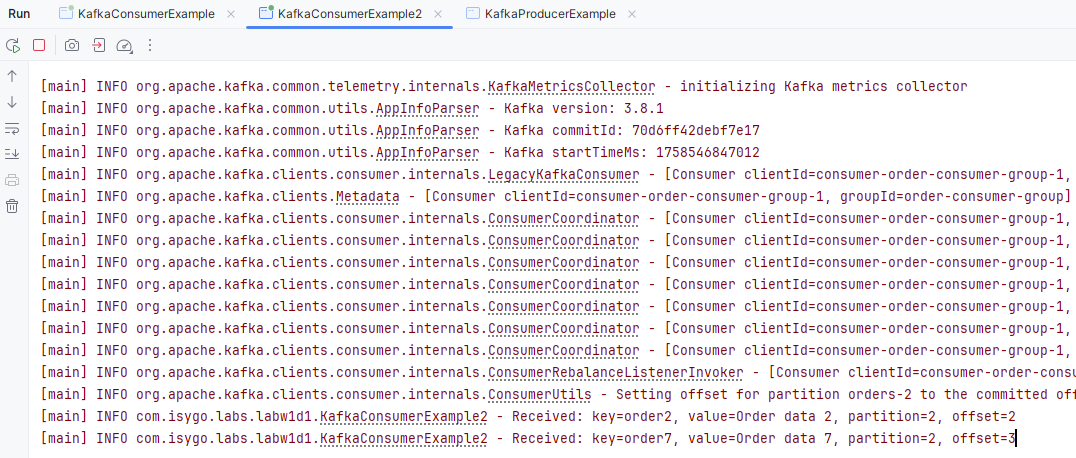 Run KafkaConsumerExample KafkaConsumerExample2 KafkaProducerExample
[main] INFO org.apache.kafka.common.telemetry.internals.KafkaMetricsCollector - initializing Kafka metrics collector
[main] INFO org.apache.kafka.common.utils.AppInfoParser - Kafka version: 3.8.1
[main] INFO org.apache.kafka.common.utils.AppInfoParser - Kafka commitId: 70d6ff42debf7e17
[main] INFO org.apache.kafka.common.utils.AppInfoParser - Kafka startTimeMs: 1758546847012
[main] INFO org.apache.kafka.clients.consumer.internals.LegacyKafkaConsumer - [Consumer clientId=consumer-order-consumer-group-1,
[main] INFO org.apache.kafka.clients.Metadata - [Consumer clientId=consumer-order-consumer-group-1, groupId=order-consumer-group]
[main] INFO org.apache.kafka.clients.consumer.internals.ConsumerCoordinator - [Consumer clientId=consumer-order-consumer-group-1,
[main] INFO org.apache.kafka.clients.consumer.internals.ConsumerCoordinator - [Consumer clientId=consumer-order-consumer-group-1,
[main] INFO org.apache.kafka.clients.consumer.internals.ConsumerCoordinator - [Consumer clientId=consumer-order-consumer-group-1,
[main] INFO org.apache.kafka.clients.consumer.internals.ConsumerCoordinator - [Consumer clientId=consumer-order-consumer-group-1,
[main] INFO org.apache.kafka.clients.consumer.internals.ConsumerCoordinator - [Consumer clientId=consumer-order-consumer-group-1,
[main] INFO org.apache.kafka.clients.consumer.internals.ConsumerCoordinator - [Consumer clientId=consumer-order-consumer-group-1,
[main] INFO org.apache.kafka.clients.consumer.internals.ConsumerCoordinator - [Consumer clientId=consumer-order-consumer-group-1,
[main] INFO org.apache.kafka.clients.consumer.internals.ConsumerRebalanceListenerInvoker - [Consumer clientId=consumer-order-consu
[main] INFO org.apache.kafka.clients.consumer.internals.ConsumerUtils - Setting offset for partition orders-2 to the committed off
[main] INFO com.isygo.labs.labw1d1.KafkaConsumerExample2 - Received: key=order2, value=Order data 2, partition=2, offset=2
[main] INFO com.isygo.labs.labw1d1.KafkaConsumerExample2 - Received: key=order7, value=Order data 7, partition=2, offset=3